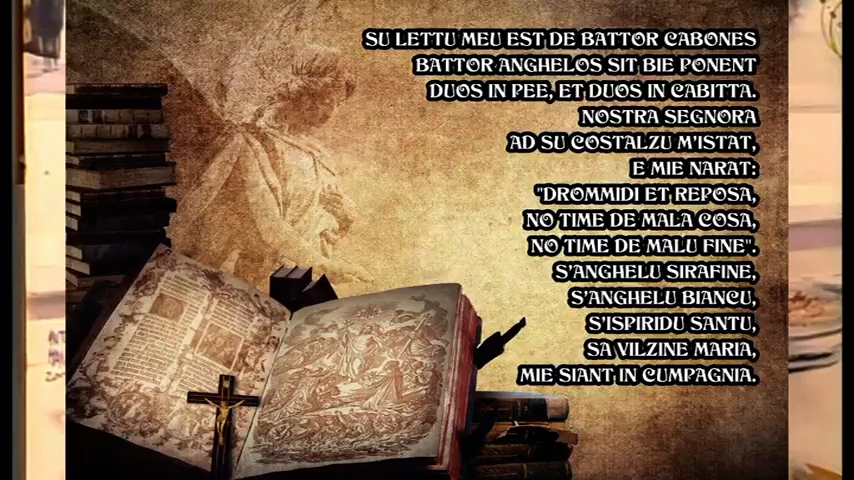 SU LETTU MEU EST DE BATTOR CABONES
BATTOR ANGHELOS SIT BIE PONENT
DUOS IN PEE, ET DUOS IN CABITTA.
NOSTRA SEGNORA
AD SU COSTALZU M'ISTAT,
E MIE NARAT:
"DROMMIDI ET REPOSA,
NO TIME DE MALA COSA,
NO TIME DE MALU FINE".
S'ANGHELU SIRAFINE,
S'ANGHELU BIANCU,
S'ISPIRIDU SANTU,
SA VILZINE MARIA,
MIE SIANT IN CUMPAGNIA.